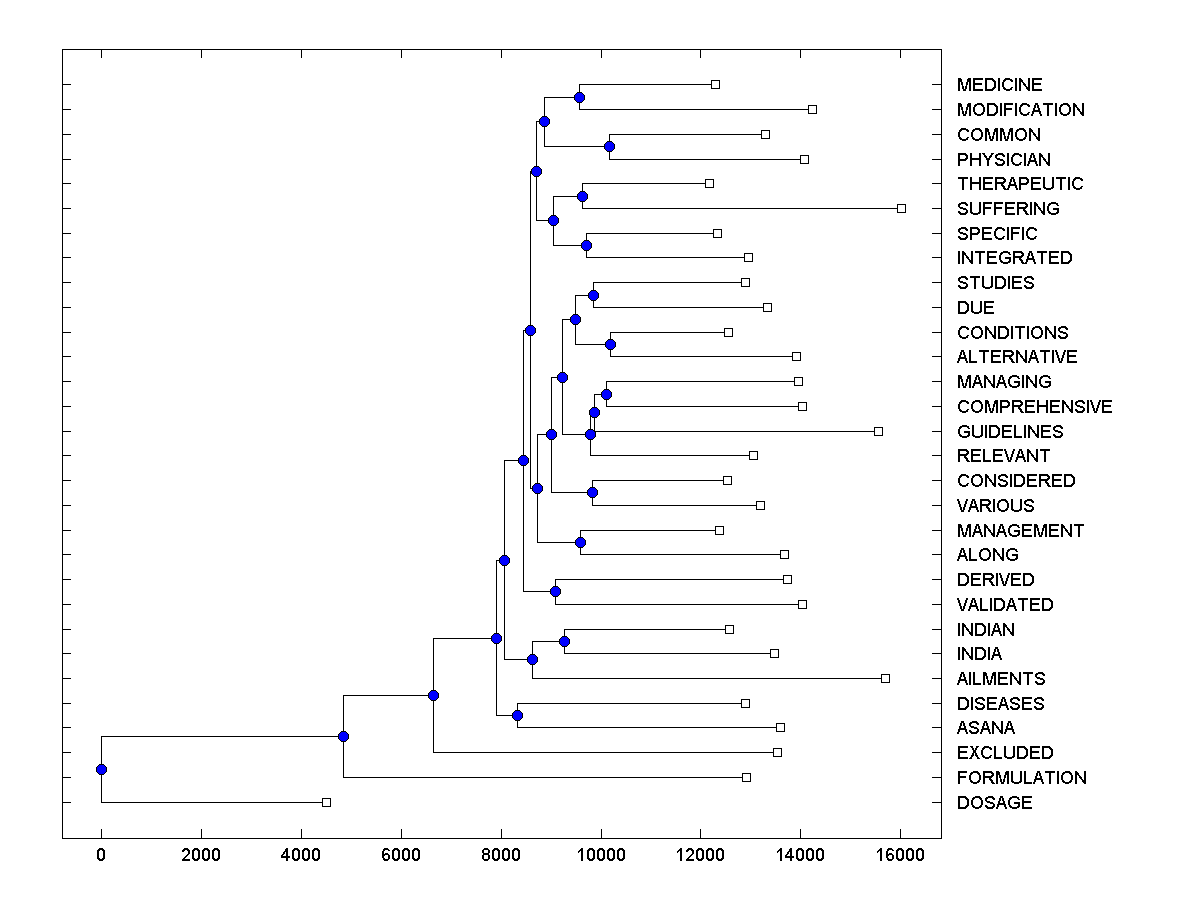 MEDICINE
MODIFICATION
COMMON
PHYSICIAN
THERAPEUTIC
SUFFERING
SPECIFIC
INTEGRATED
STUDIES
DUE
CONDITIONS
ALTERNATIVE
MANAGING
COMPREHENSIVE
GUIDELINES
RELEVANT
CONSIDERED
VARIOUS
MANAGEMENT
ALONG
DERIVED
VALIDATED
INDIAN
INDIA
AILMENTS
DISEASES
ASANA
EXCLUDED
FORMULATION
DOSAGE
0 2000 4000 6000 8000 10000 12000 14000 16000